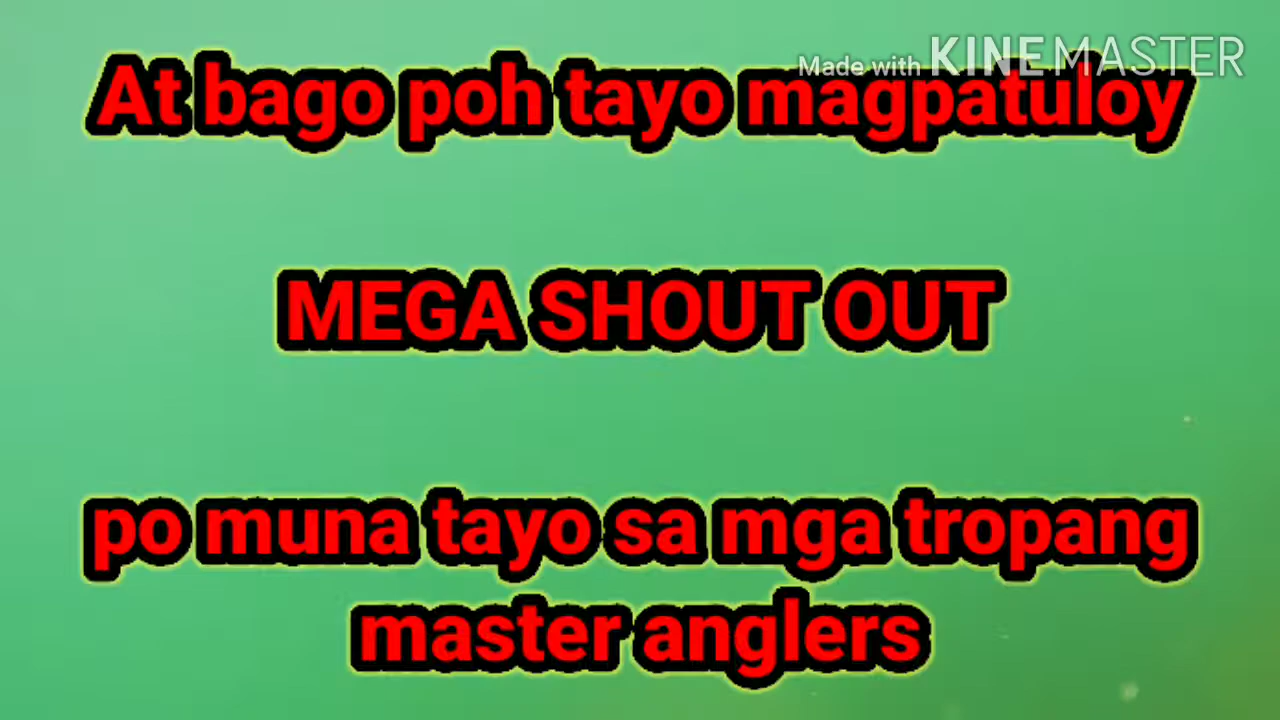 Made with KINEMASTER
At bago poh tayo magpatuloy
MEGA SHOUT OUT
po muna tayo sa mga tropang
master anglers